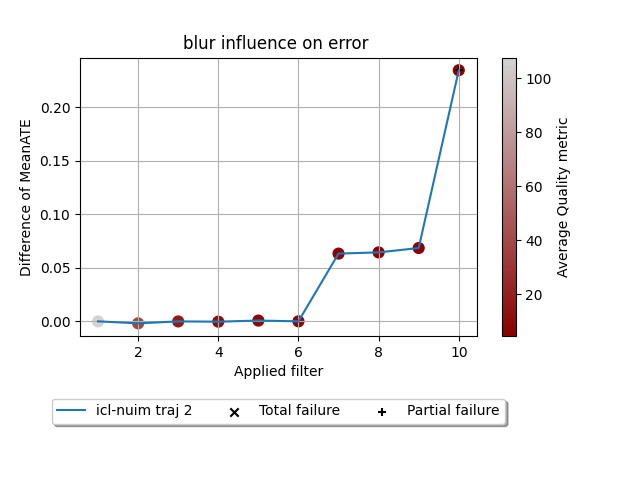 blur influence on error
Difference of MeanATE
0.20
0.15
0.10
0.05
0.00
2 4 6 8 10
Applied filter
100
80
60
40
20
Average Quality metric
icl-nuim traj 2 Total failure Partial failure